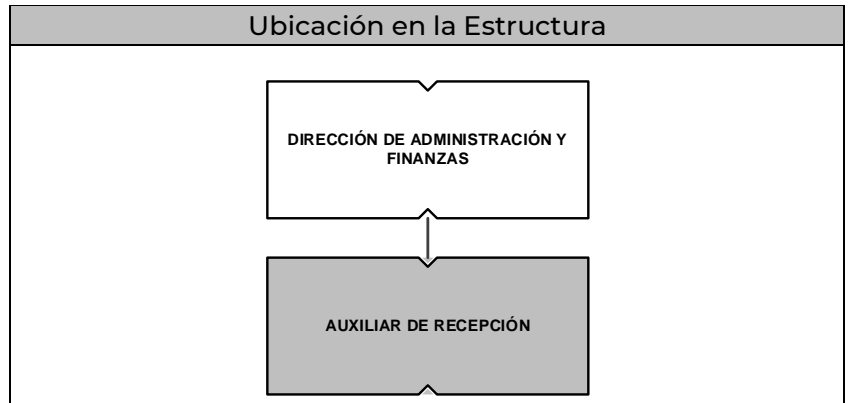 Ubicación en la Estructura
DIRECCIÓN DE ADMINISTRACIÓN Y
FINANZAS
AUXILIAR DE RECEPCIÓN